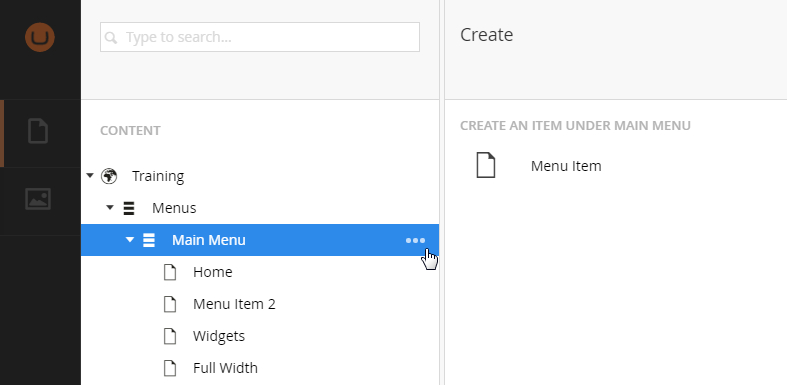 Type to search...
Create
CONTENT
CREATE AN ITEM UNDER MAIN MENU
Menu Item
Training
Menus
Main Menu
Home
Menu Item 2
Widgets
Full Width